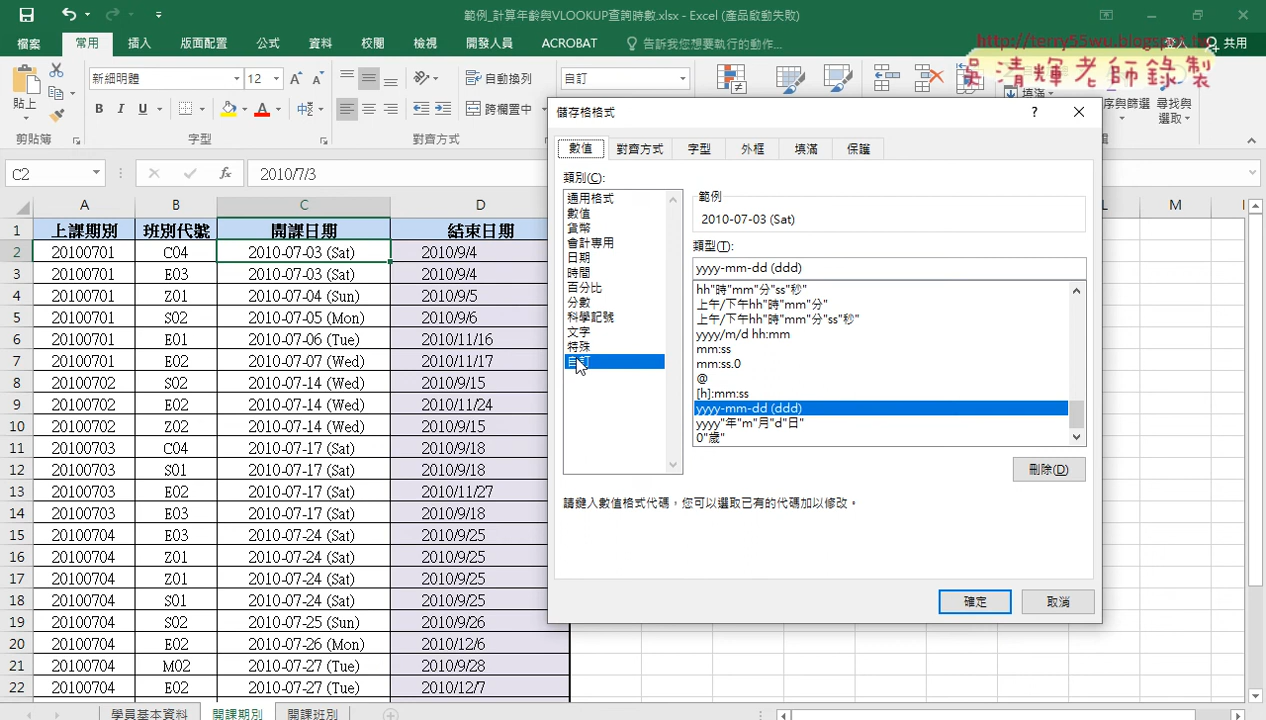 範例_計算年齡與VLOOKUP查詢時數.xlsx - Excel (產品啟動失敗)
檔案 常用 插入 版面配置 公式 資料 校閱 檢視 開發人員 ACROBAT 告訴我您想要執行的動作... 登入 共用
http://terry55wu.blogspot.tw
吳清輝老師錄製
貼上 新細明體 12 自動換列 自訂
B I U 跨欄置中 填滿 尋找與
選取
剪貼簿 字型 對齊方式
C2 fx 2010/7/3
A B C D L M
1 上課期別 班別代號 開課日期 結束日期
2 20100701 C04 2010-07-03 (Sat) 2010/9/4
3 20100701 E03 2010-07-03 (Sat) 2010/9/4
4 20100701 Z01 2010-07-04 (Sun) 2010/9/5
5 20100701 S02 2010-07-05 (Mon) 2010/9/6
6 20100701 E01 2010-07-06 (Tue) 2010/11/16
7 20100701 E02 2010-07-07 (Wed) 2010/11/17
8 20100702 S02 2010-07-14 (Wed) 2010/9/15
9 20100702 E02 2010-07-14 (Wed) 2010/11/24
10 20100702 Z02 2010-07-14 (Wed) 2010/9/15
11 20100703 C04 2010-07-17 (Sat) 2010/9/18
12 20100703 S01 2010-07-17 (Sat) 2010/9/18
13 20100703 E02 2010-07-17 (Sat) 2010/11/27
14 20100703 E03 2010-07-17 (Sat) 2010/9/18
15 20100704 E03 2010-07-24 (Sat) 2010/9/25
16 20100704 Z01 2010-07-24 (Sat) 2010/9/25
17 20100704 Z01 2010-07-24 (Sat) 2010/9/25
18 20100704 S01 2010-07-24 (Sat) 2010/9/25
19 20100704 S02 2010-07-25 (Sun) 2010/9/26
20 20100704 E02 2010-07-26 (Mon) 2010/12/6
21 20100704 M02 2010-07-27 (Tue) 2010/9/28
22 20100704 E02 2010-07-27 (Tue) 2010/12/7
學員基本資料 開課期別 開課班別
儲存格格式 ?
數值 對齊方式 字型 外框 填滿 保護
類別(C):
通用格式
數值
貨幣
會計專用
日期
時間
百分比
分數
科學記號
文字
特殊
自訂
範例
2010-07-03 (Sat)
類型(T):
yyyy-mm-dd (ddd)
hh"時"mm"分"ss"秒"
上午/下午hh"時"mm"分"
上午/下午hh"時"mm"分"ss"秒"
yyyy/m/d hh:mm
mm:ss
mm:ss.0
@
[h]:mm:ss
yyyy-mm-dd (ddd)
yyyy"年"m"月"d"日"
0"歲"
刪除(D)
請鍵入數值格式代碼，您可以選取已有的代碼加以修改。
確定 取消